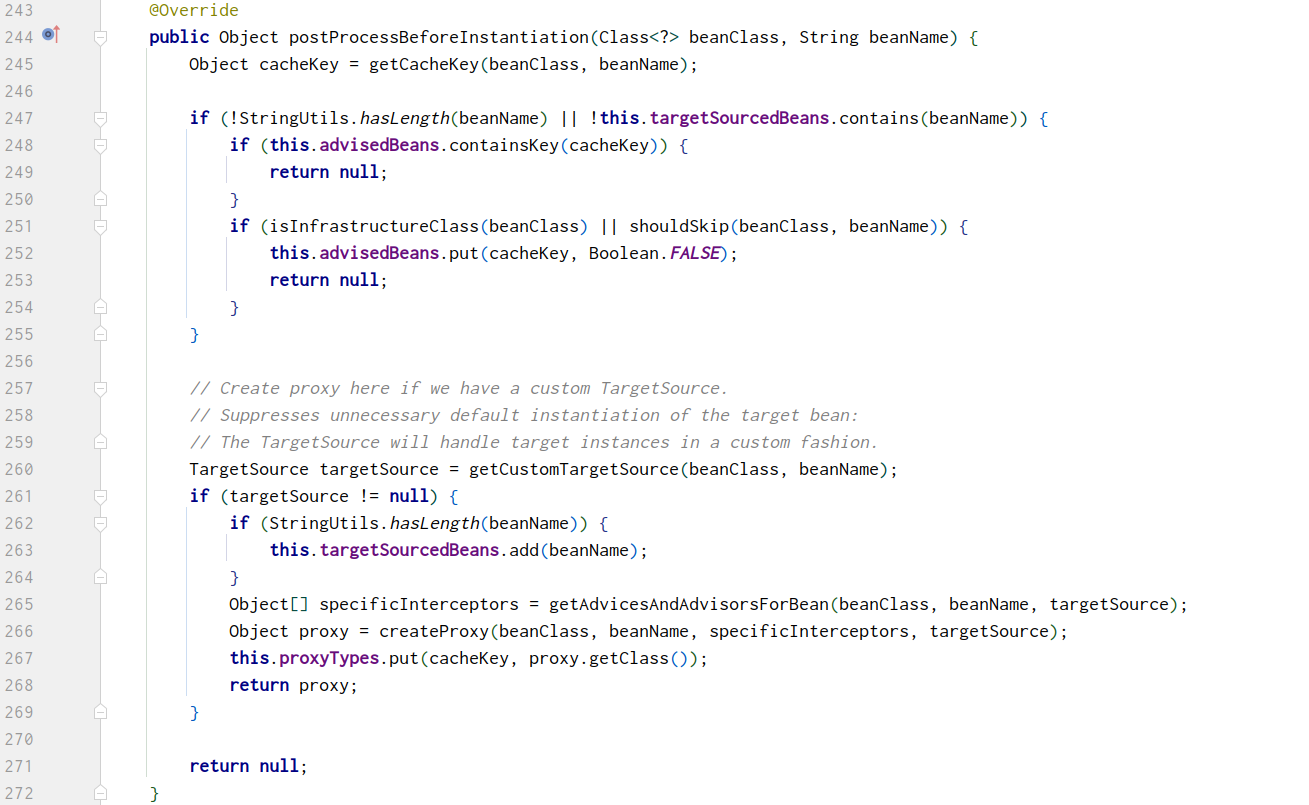 243 @Override
244 public Object postProcessBeforeInstantiation(Class<?> beanClass, String beanName) {
245 Object cacheKey = getCacheKey(beanClass, beanName);
246
247 if (!StringUtils.hasLength(beanName) || !this.targetSourcedBeans.contains(beanName)) {
248 if (this.advisedBeans.containsKey(cacheKey)) {
249 return null;
250 }
251 if (isInfrastructureClass(beanClass) || shouldSkip(beanClass, beanName)) {
252 this.advisedBeans.put(cacheKey, Boolean.FALSE);
253 return null;
254 }
255 }
256
257 // Create proxy here if we have a custom TargetSource.
258 // Suppresses unnecessary default instantiation of the target bean:
259 // The TargetSource will handle target instances in a custom fashion.
260 TargetSource targetSource = getCustomTargetSource(beanClass, beanName);
261 if (targetSource != null) {
262 if (StringUtils.hasLength(beanName)) {
263 this.targetSourcedBeans.add(beanName);
264 }
265 Object[] specificInterceptors = getAdvicesAndAdvisorsForBean(beanClass, beanName, targetSource);
266 Object proxy = createProxy(beanClass, beanName, specificInterceptors, targetSource);
267 this.proxyTypes.put(cacheKey, proxy.getClass());
268 return proxy;
269 }
270
271 return null;
272 }